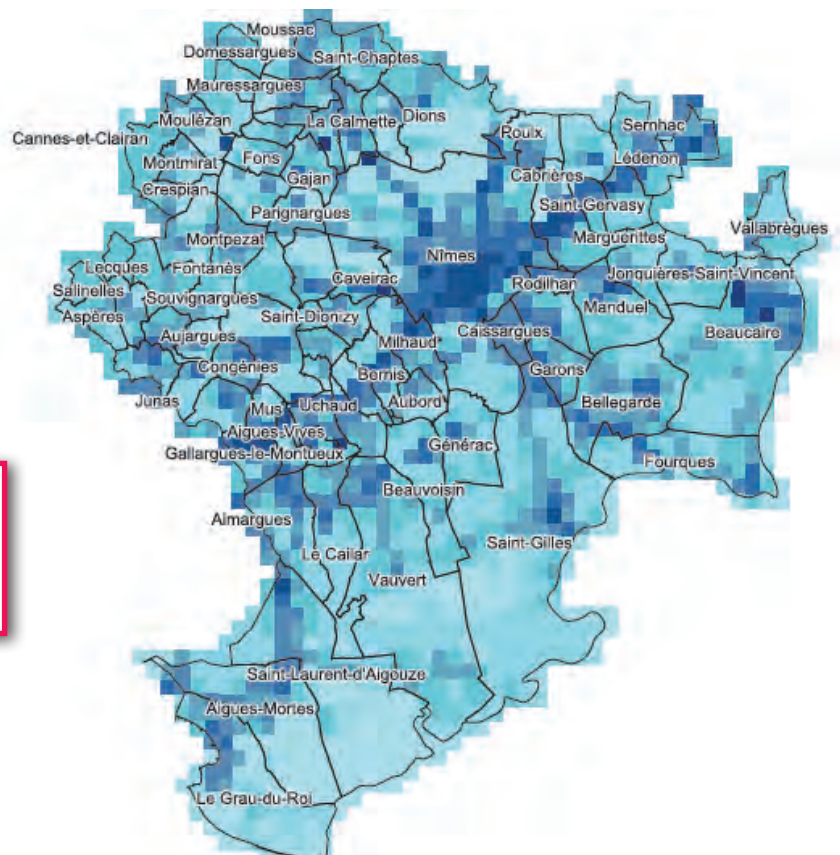 Moussac
Domessargues
Saint-Chaptes
Mauressargues
Moulézan
La Calmette
Dions
Cannes-et-Clairan
Roulx
Sernhac
Montmirat
Fons
Lédenon
Gajan
Cabrières
Crespian
Parignargues
Saint-Gervasy
Marguerittes
Vallabrègues
Montpezat
Nîmes
Lecques
Fontanès
Caveirac
Rodilhan
Jonquières-Saint-Vincent
Salinelles
Souvignargues
Manduel
Aspères
Saint-Dionizy
Aujargues
Milhaud
Caissargues
Beaucaire
Congénies
Bernis
Garons
Junas
Mus
Uchaud
Aubord
Bellegarde
Aigues-Vives
Générac
Gallargues-le-Montueux
Fourques
Beauvoisin
Aimargues
Saint-Gilles
Le Cailar
Vauvert
Saint-Laurent-d'Aigouze
Aigues-Mortes
Le Grau-du-Roi